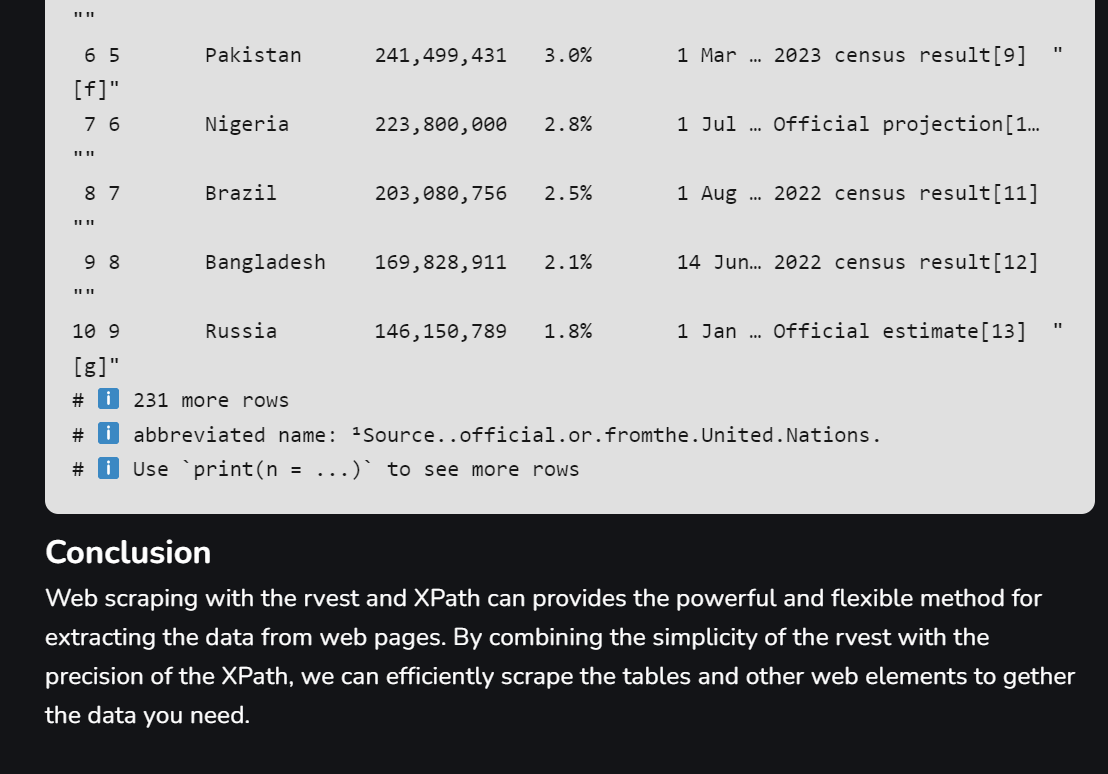 ""
 6 5       Pakistan      241,499,431   3.0%       1 Mar … 2023 census result[9]  "
[f]"
 7 6       Nigeria       223,800,000   2.8%       1 Jul … Official projection[1…
""
 8 7       Brazil        203,080,756   2.5%       1 Aug … 2022 census result[11]
""
 9 8       Bangladesh    169,828,911   2.1%       14 Jun… 2022 census result[12]
""
10 9       Russia        146,150,789   1.8%       1 Jan … Official estimate[13]  "
[g]"
# ℹ️ 231 more rows
# ℹ️ abbreviated name: ¹Source..official.or.fromthe.United.Nations.
# ℹ️ Use `print(n = ...)` to see more rows
Conclusion
Web scraping with the rvest and XPath can provides the powerful and flexible method for
extracting the data from web pages. By combining the simplicity of the rvest with the
precision of the XPath, we can efficiently scrape the tables and other web elements to gether
the data you need.